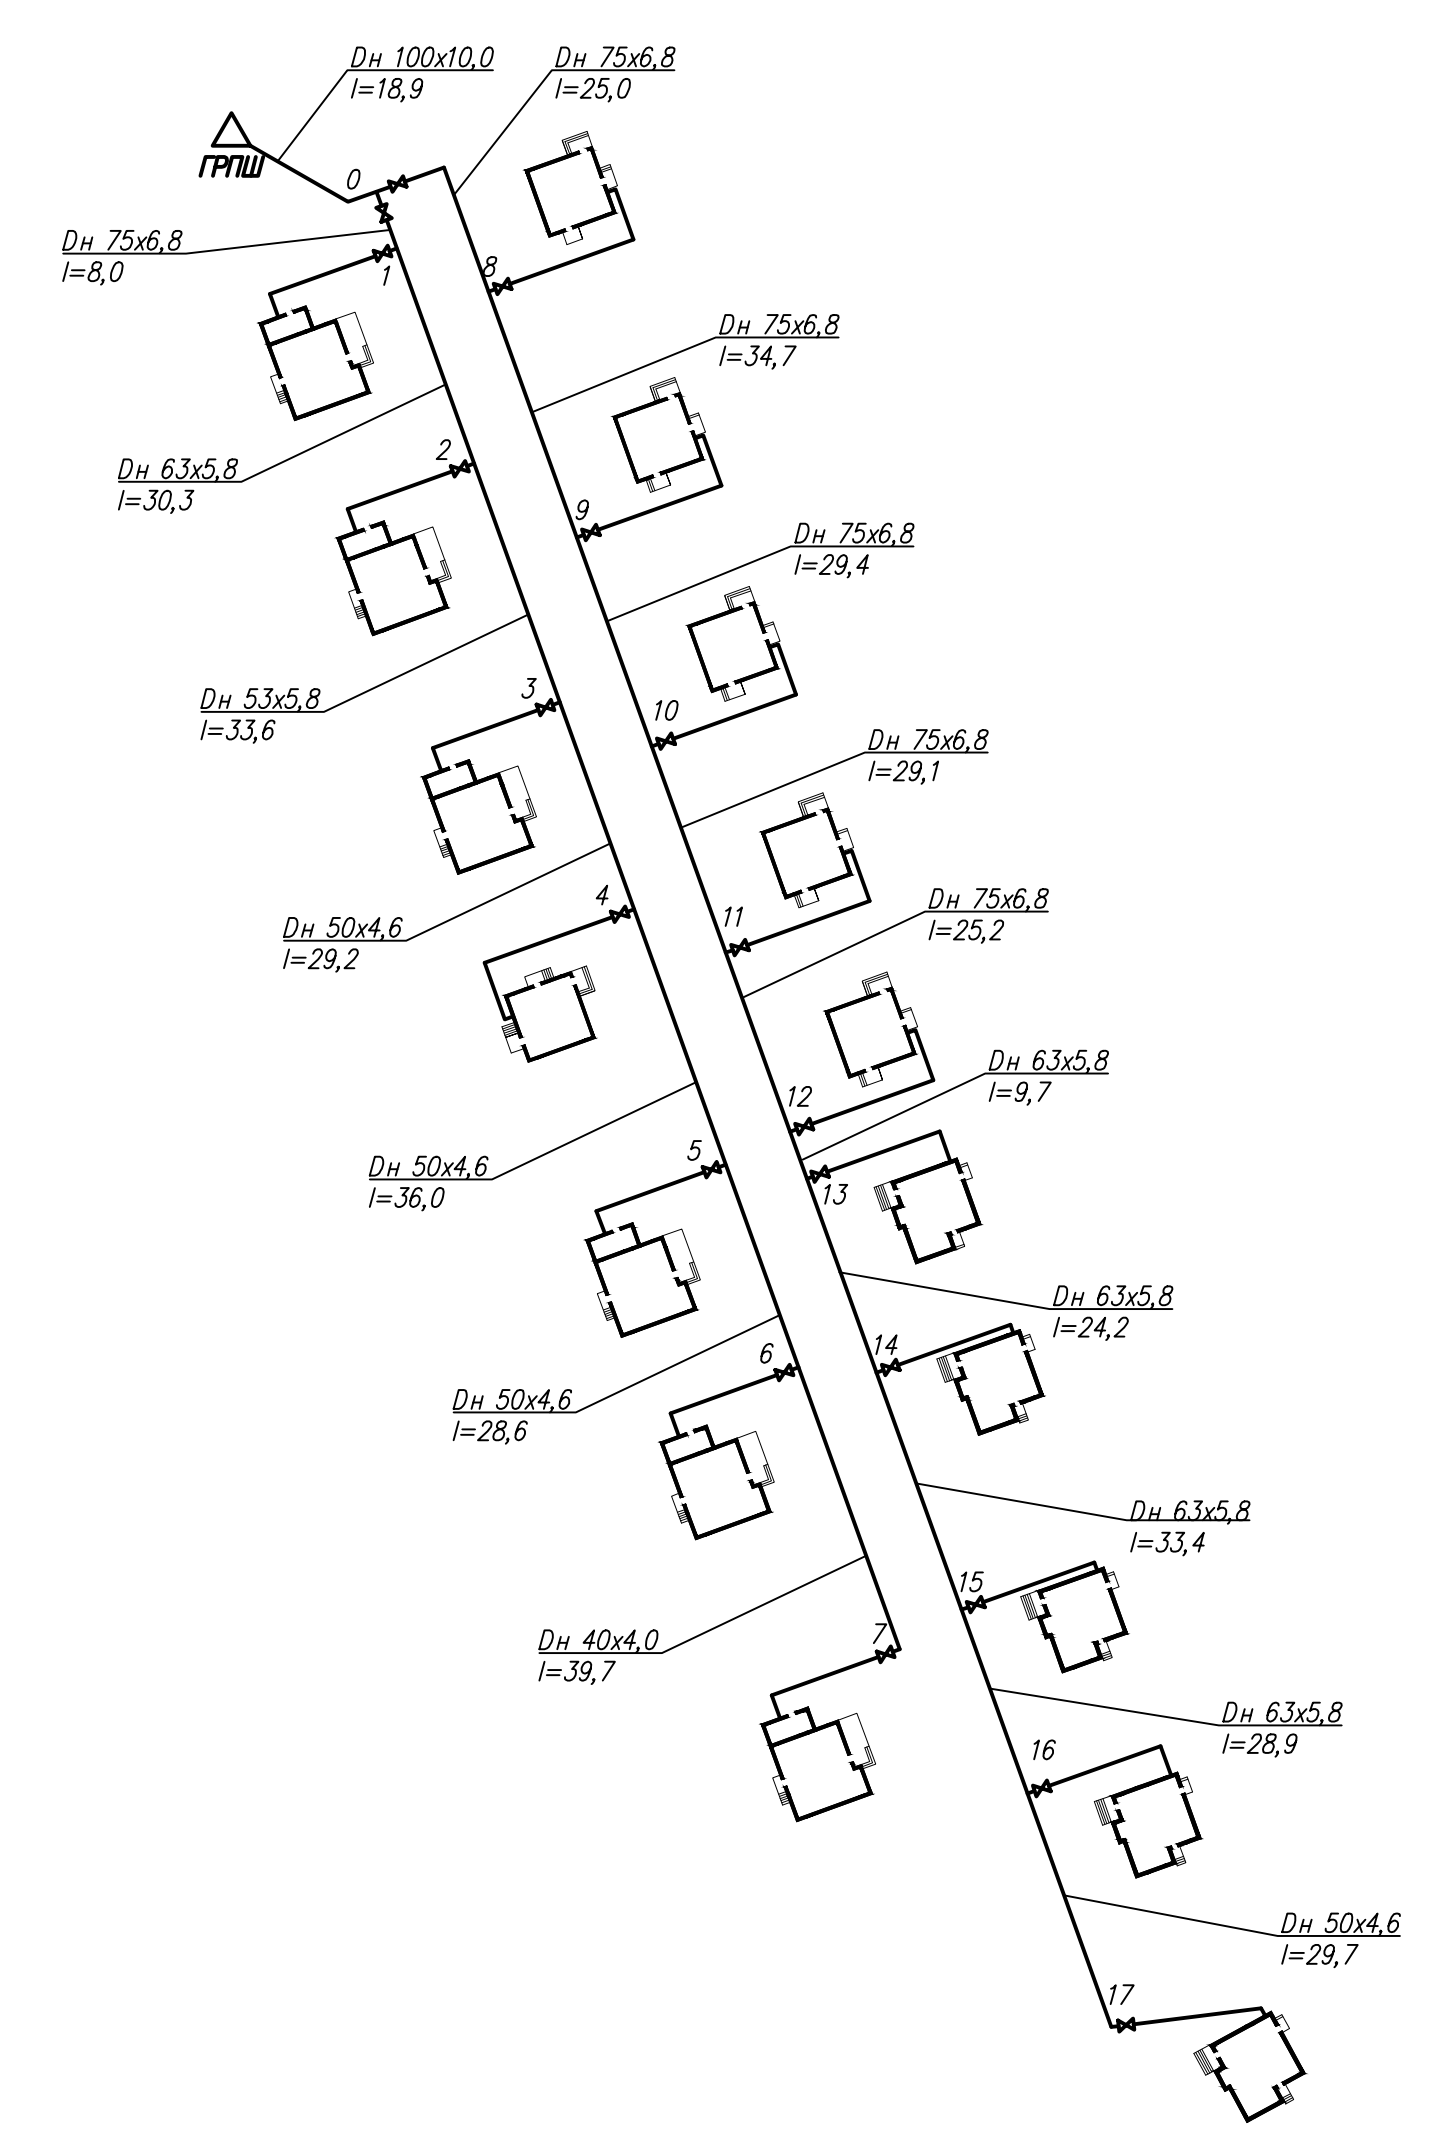 Dн 100х10,0
l=18,9
Dн 75х6,8
l=25,0
ГРПШ
0
Dн 75х6,8
l=8,0
1
8
Dн 75х6,8
l=34,7
2
Dн 63х5,8
l=30,3
9
Dн 75х6,8
l=29,4
3
Dн 53х5,8
l=33,6
10
Dн 75х6,8
l=29,1
4
11
Dн 75х6,8
l=25,2
Dн 50х4,6
l=29,2
12
Dн 63х5,8
l=9,7
5
Dн 50х4,6
l=36,0
13
Dн 63х5,8
l=24,2
6
14
Dн 50х4,6
l=28,6
Dн 63х5,8
l=33,4
15
7
Dн 40х4,0
l=39,7
Dн 63х5,8
l=28,9
16
Dн 50х4,6
l=29,7
17